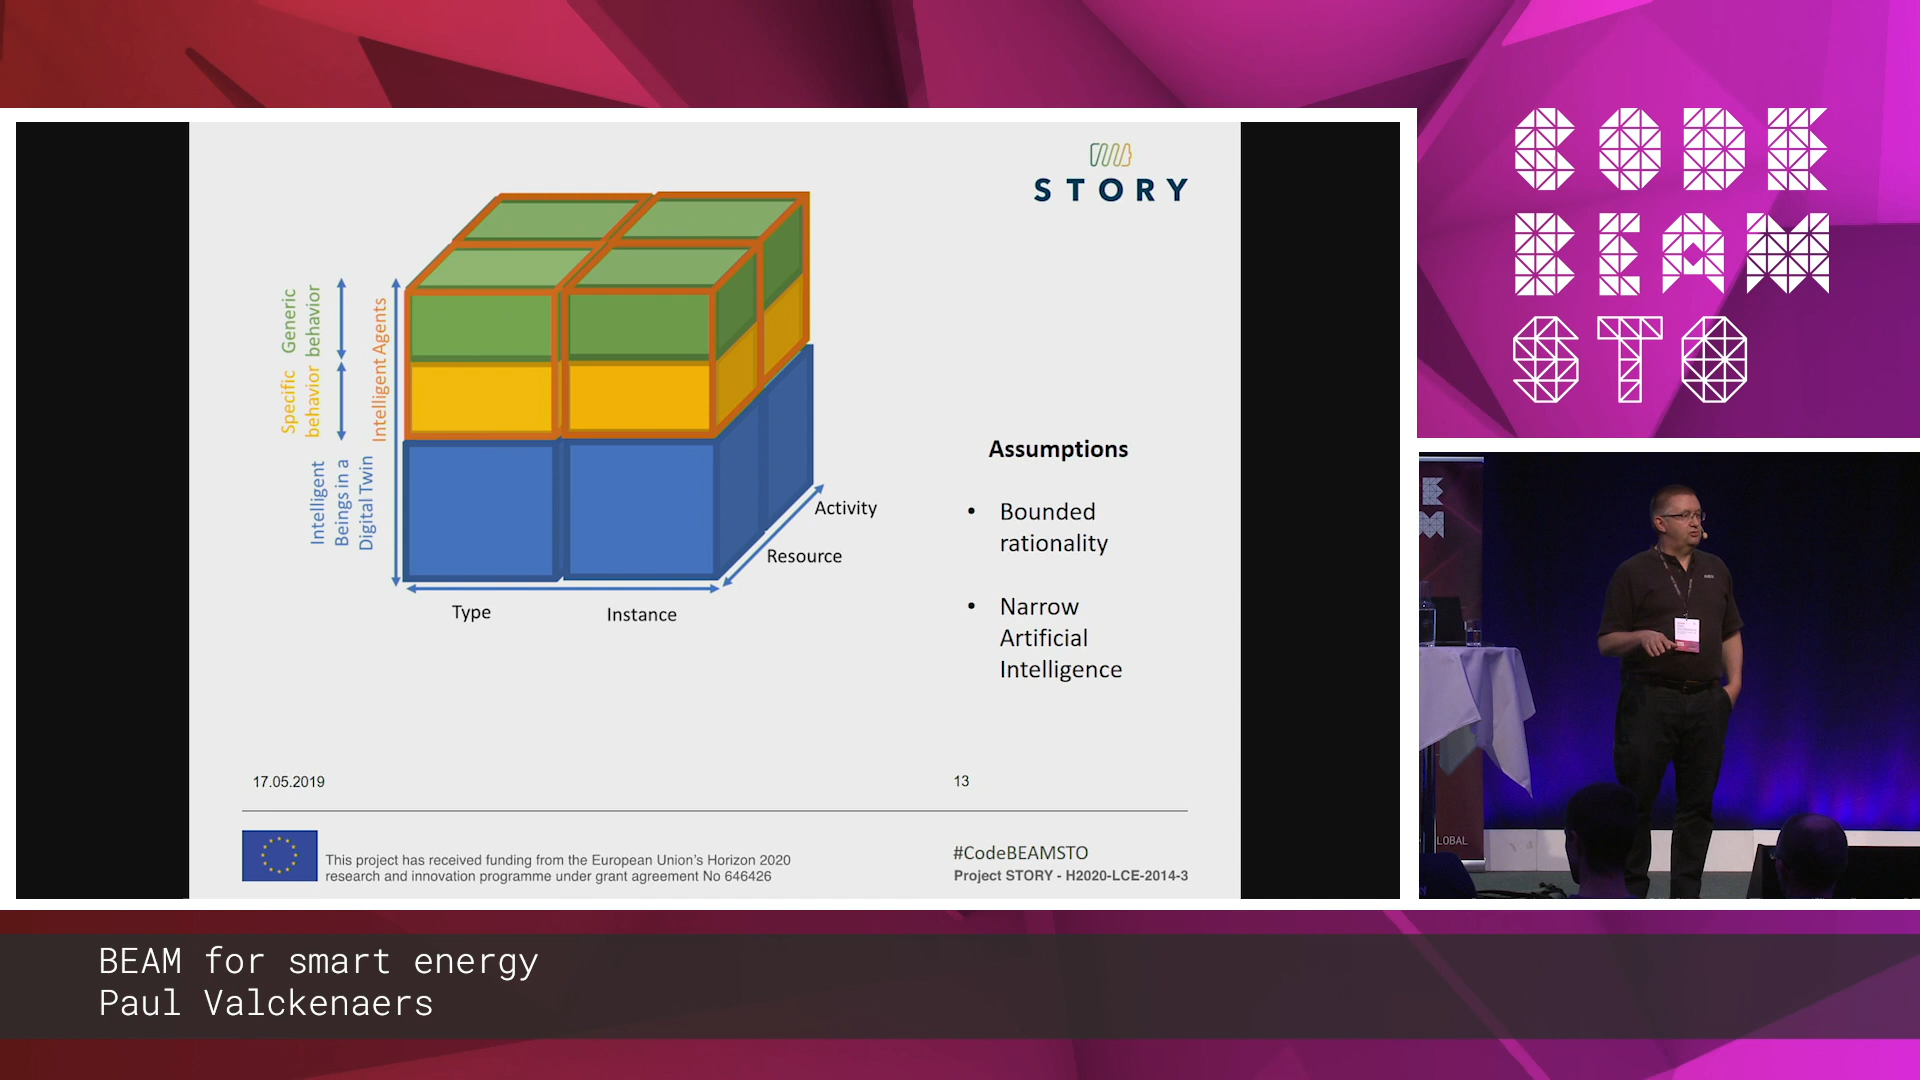 CODE
BEAM
STO
STORY
Generic
behavior
Specific
behavior
Intelligent Agents
Intelligent
Beings in a
Digital Twin
Activity
Resource
Type
Instance
Assumptions
• Bounded
rationality
• Narrow
Artificial
Intelligence
17.05.2019
13
This project has received funding from the European Union's Horizon 2020
research and innovation programme under grant agreement No 646426
#CodeBEAMSTO
Project STORY - H2020-LCE-2014-3
LOBAL
BEAM for smart energy
Paul Valckenaers